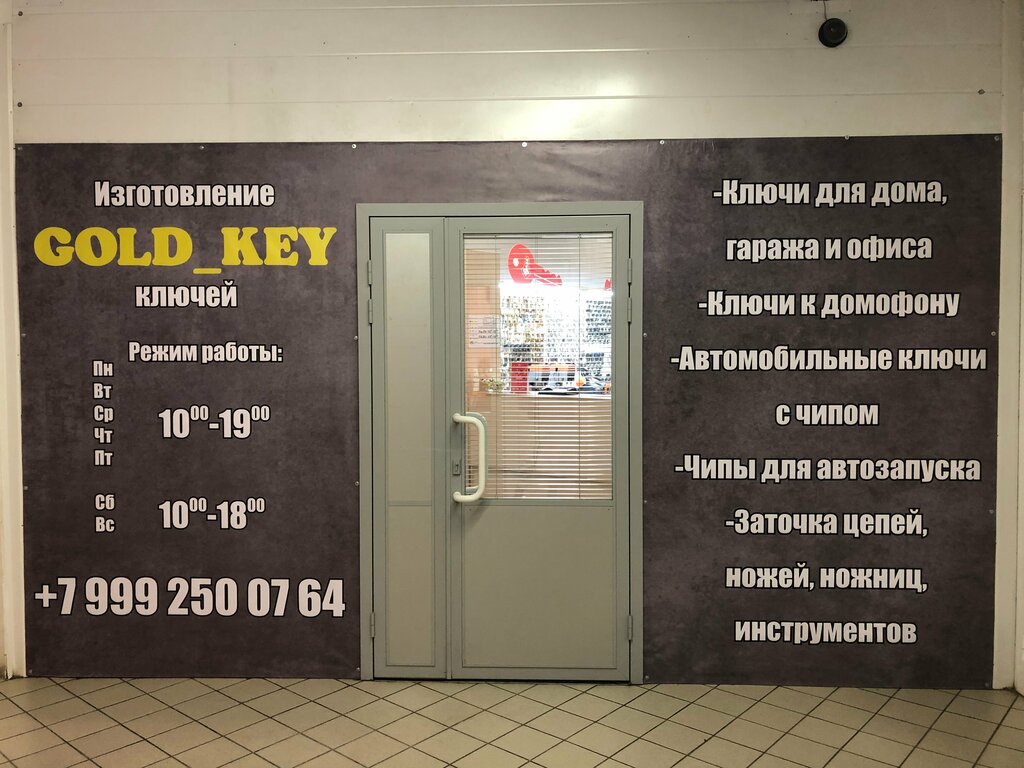 Изготовление
GOLD_KEY
ключей
Режим работы:
Пн
Вт
Ср
Чт
Пт
10⁰⁰-19⁰⁰
Сб
Вс
10⁰⁰-18⁰⁰
+7 999 250 07 64
-Ключи для дома,
гаража и офиса
-Ключи к домофону
-Автомобильные ключи
с чипом
-Чипы для автозапуска
-Заточка цепей,
ножей, ножниц,
инструментов